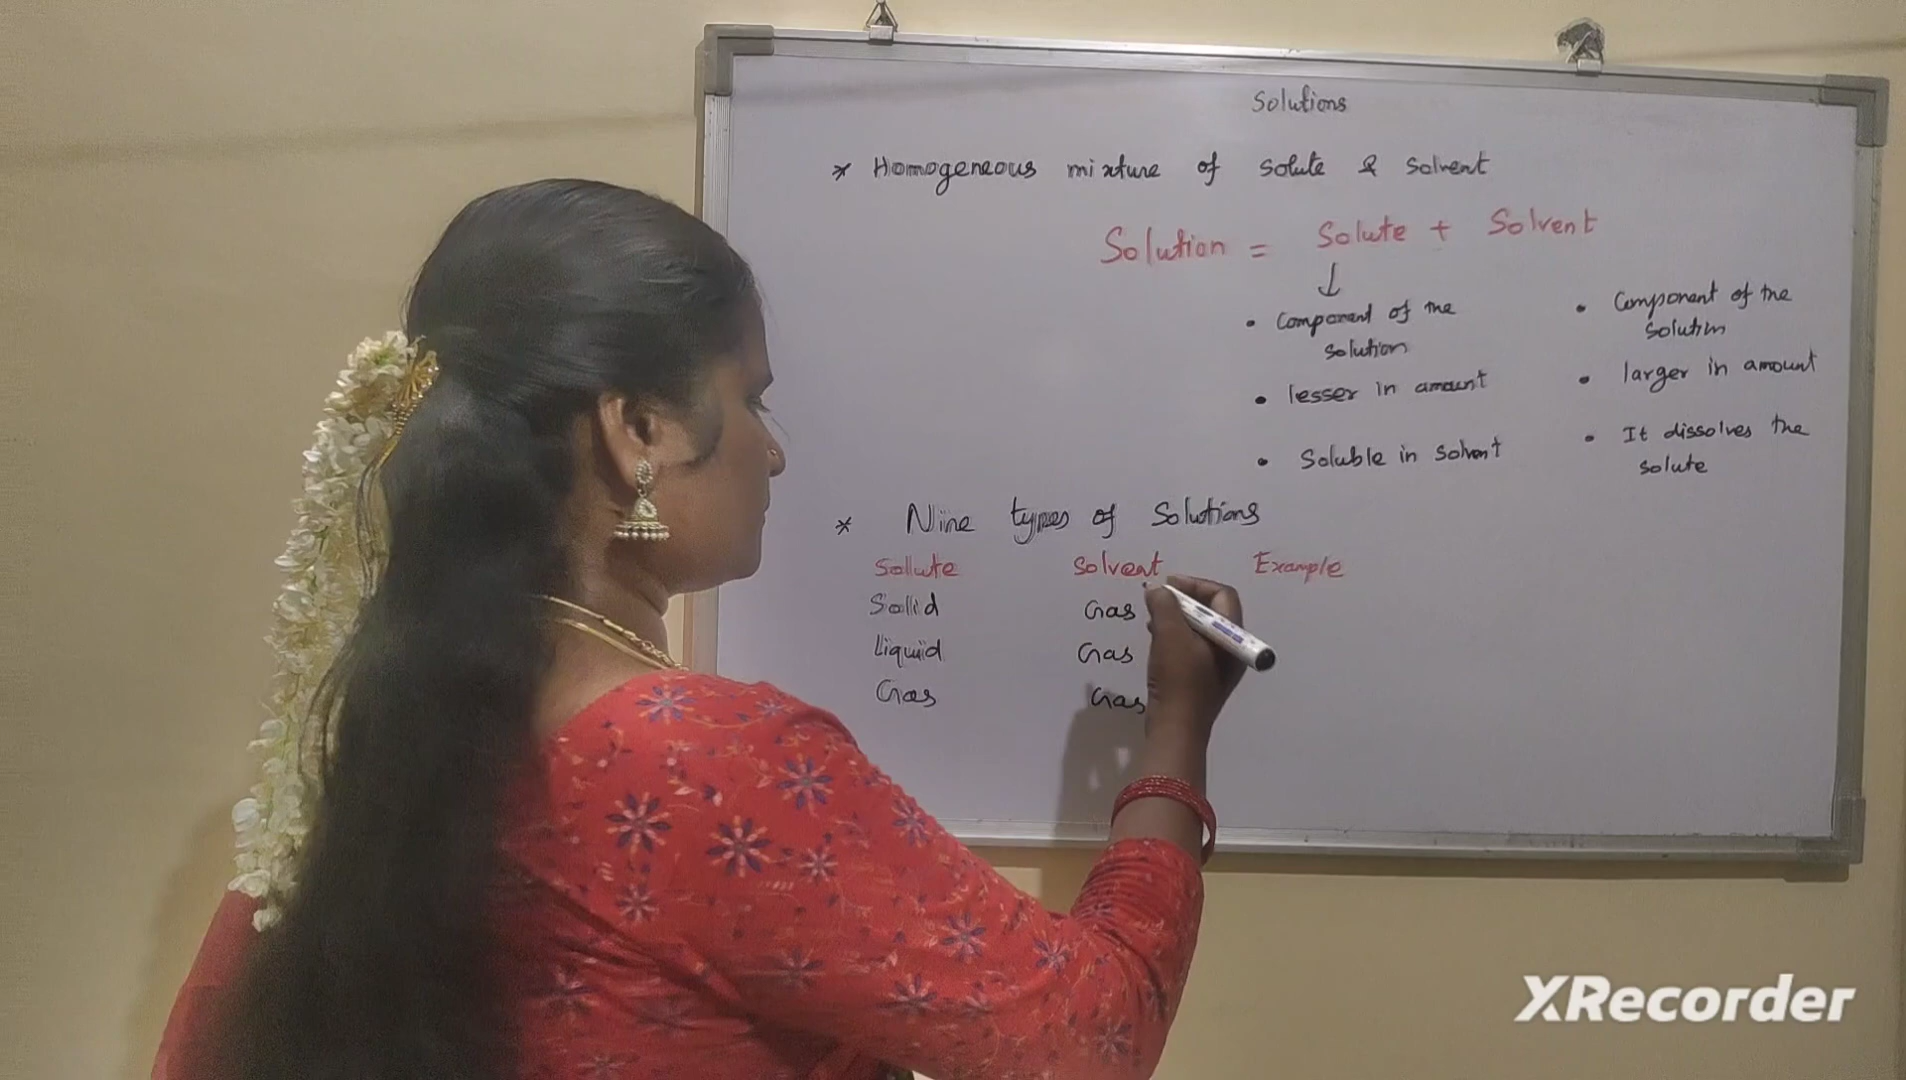 Solutions
* Homogeneous mixture of solute & solvent
Solution = Solute + Solvent
↓
• Component of the
solution
• lesser in amount
• Soluble in solvent
• Component of the
solution
• larger in amount
• It dissolves the
solute
* Nine types of Solutions
Solute Solvent Example
Solid Gas
Liquid Gas
Gas Gas
XRecorder